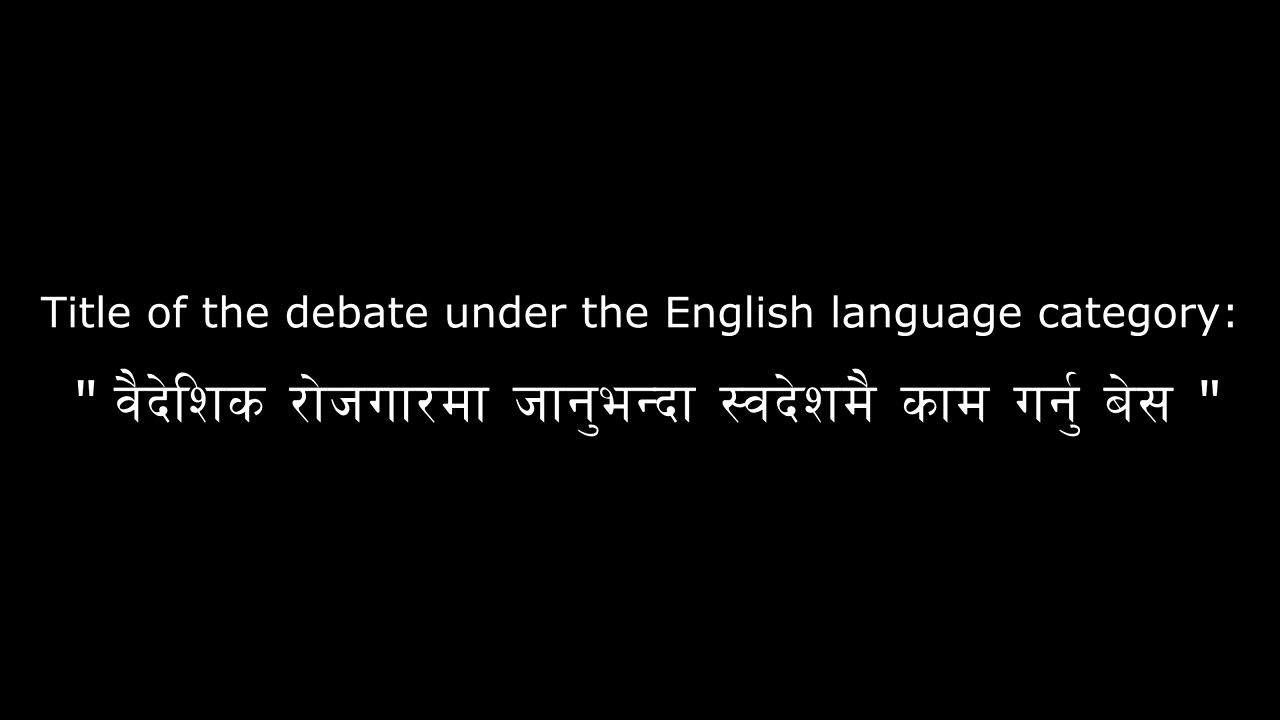 Title of the debate under the English language category:
" वैदेशिक रोजगारमा जानुभन्दा स्वदेशमै काम गर्नु बेस "